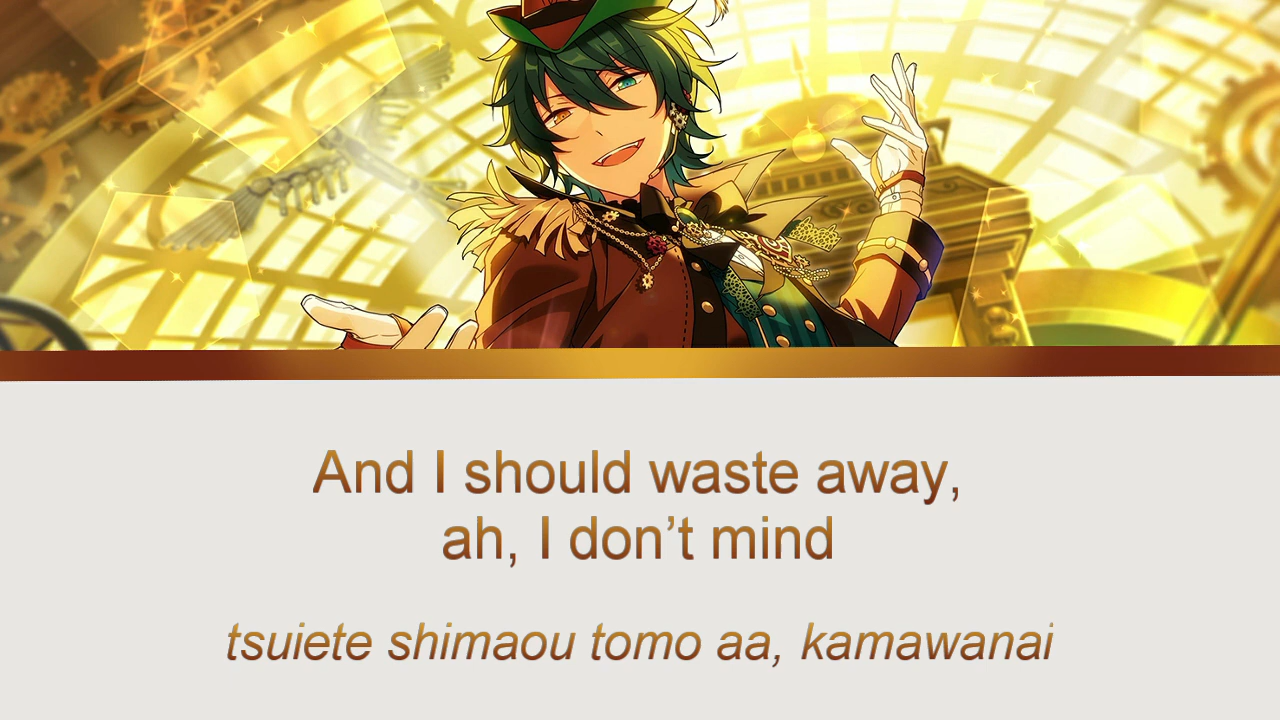 And I should waste away,
ah, I don’t mind
tsuiete shimaou tomo aa, kamawanai